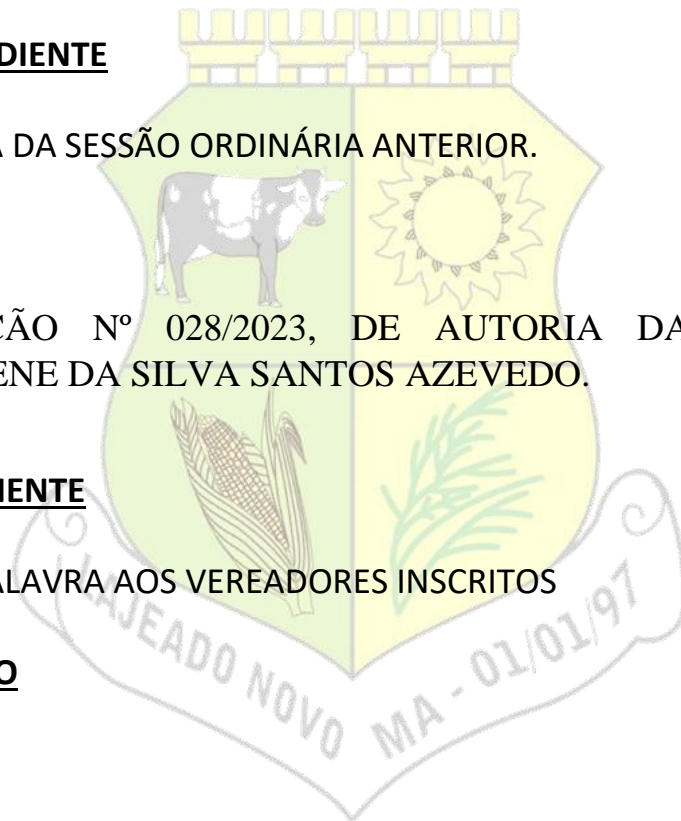 DIENTE
A DA SESSÃO ORDINÁRIA ANTERIOR.
ÇÃO Nº 028/2023, DE AUTORIA DA
ENE DA SILVA SANTOS AZEVEDO.
IENTE
ALAVRA AOS VEREADORES INSCRITOS
O
LAJEADO NOVO MA - 01/01/97